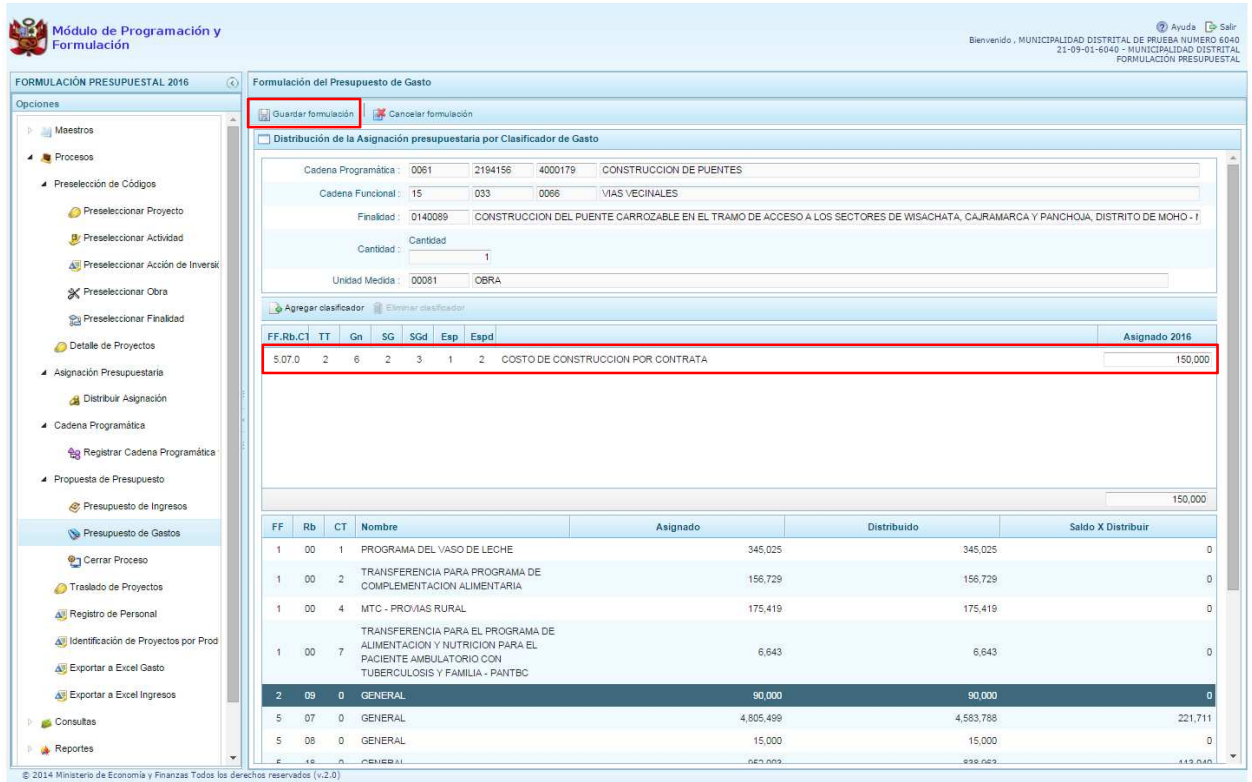 Módulo de Programación y
Formulación
Ayuda Salir
Bienvenido , MUNICIPALIDAD DISTRITAL DE PRUEBA NUMERO 6040
21-09-01-6040 - MUNICIPALIDAD DISTRITAL
FORMULACIÓN PRESUPUESTAL
FORMULACIÓN PRESUPUESTAL 2016
Opciones
Maestros
Procesos
Preselección de Códigos
Preseleccionar Proyecto
Preseleccionar Actividad
Preseleccionar Acción de Inversió
Preseleccionar Obra
Preseleccionar Finalidad
Detalle de Proyectos
Asignación Presupuestaria
Distribuir Asignación
Cadena Programática
Registrar Cadena Programática
Propuesta de Presupuesto
Presupuesto de Ingresos
Presupuesto de Gastos
Cerrar Proceso
Traslado de Proyectos
Registro de Personal
Identificación de Proyectos por Prod
Exportar a Excel Gasto
Exportar a Excel Ingresos
Consultas
Reportes
Formulación del Presupuesto de Gasto
Guardar formulación Cancelar formulación
Distribución de la Asignación presupuestaria por Clasificador de Gasto
Cadena Programática : 0061 2194156 4000179 CONSTRUCCION DE PUENTES
Cadena Funcional : 15 033 0066 VIAS VECINALES
Finalidad : 0140089 CONSTRUCCION DEL PUENTE CARROZABLE EN EL TRAMO DE ACCESO A LOS SECTORES DE WISACHATA, CAJRAMARCA Y PANCHOJA, DISTRITO DE MOHO -
Cantidad
Cantidad : 1
Unidad Medida : 00081 OBRA
Agregar clasificador Eliminar clasificador
FF.Rb.CT TT Gn SG SGd Esp Espd Asignado 2016
5.07.0 2 6 2 3 1 2 COSTO DE CONSTRUCCION POR CONTRATA 150,000
150,000
FF Rb CT Nombre Asignado Distribuido Saldo X Distribuir
1 00 1 PROGRAMA DEL VASO DE LECHE 345,025 345,025 0
1 00 2 TRANSFERENCIA PARA PROGRAMA DE
COMPLEMENTACION ALIMENTARIA 156,729 156,729 0
1 00 4 MTC - PROVIAS RURAL 175,419 175,419 0
1 00 7 TRANSFERENCIA PARA EL PROGRAMA DE
ALIMENTACION Y NUTRICION PARA EL
PACIENTE AMBULATORIO CON
TUBERCULOSIS Y FAMILIA - PANTBC 6,643 6,643 0
2 09 0 GENERAL 90,000 90,000 0
5 07 0 GENERAL 4,805,499 4,583,788 221,711
5 08 0 GENERAL 15,000 15,000 0
© 2014 Ministerio de Economía y Finanzas Todos los derechos reservados (v.2.0)